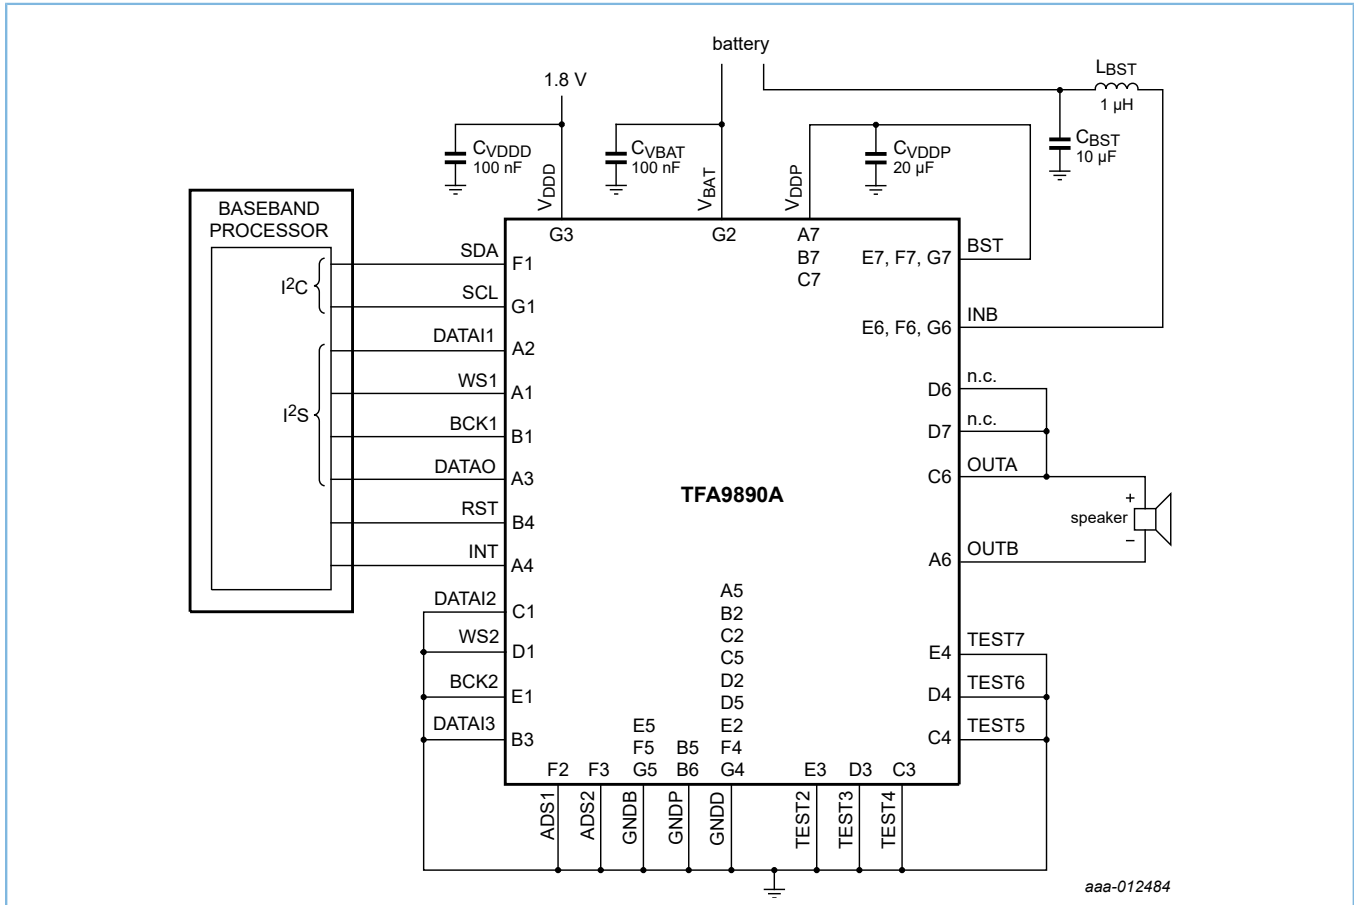 battery
1.8 V
LBST
1 µH
CVDDD
100 nF
CVBAT
100 nF
CVDDP
20 µF
CBST
10 µF
VDDD
VBAT
VDDP
BASEBAND
PROCESSOR
I2C
I2S
SDA
SCL
DATAI1
WS1
BCK1
DATAO
RST
INT
DATAI2
WS2
BCK2
DATAI3
F1
G1
A2
A1
B1
A3
B4
A4
C1
D1
E1
B3
G3
G2
A7
B7
C7
E7, F7, G7
BST
E6, F6, G6
INB
D6
n.c.
D7
n.c.
C6
OUTA
A6
OUTB
+
speaker
–
TFA9890A
E4
TEST7
D4
TEST6
C4
TEST5
F2
F3
E5
F5
G5
B5
B6
A5
B2
C2
C5
D2
D5
E2
F4
G4
E3
D3
C3
ADS1
ADS2
GNDB
GNDP
GNDD
TEST2
TEST3
TEST4
aaa-012484